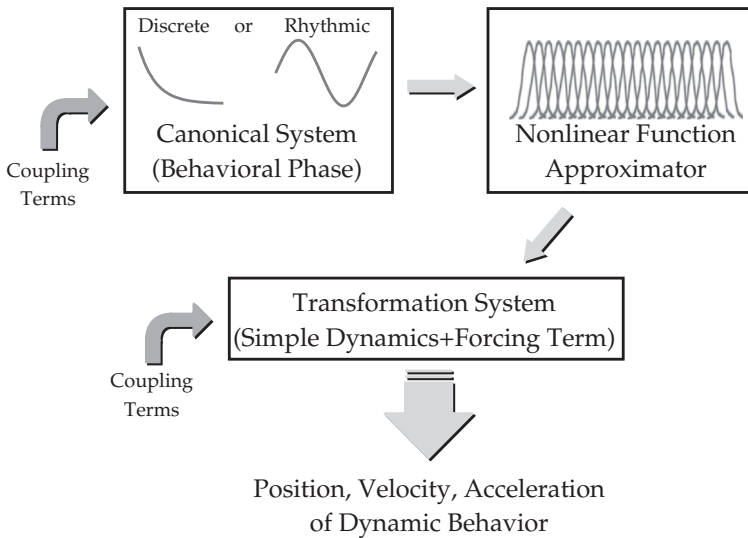 Discrete or Rhythmic
Canonical System
(Behavioral Phase)
Nonlinear Function
Approximator
Coupling
Terms
Transformation System
(Simple Dynamics+Forcing Term)
Coupling
Terms
Position, Velocity, Acceleration
of Dynamic Behavior